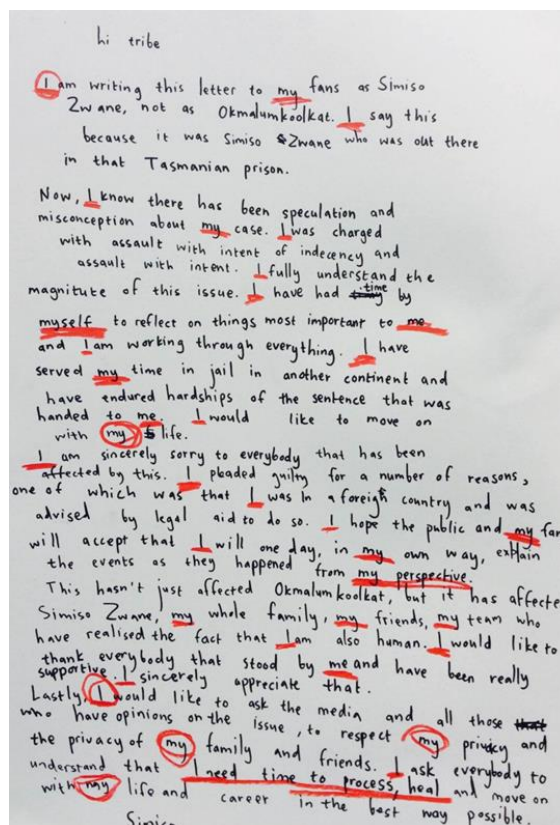 hi tribe
I am writing this letter to my fans as Simiso
Zwane, not as Okmalumkoolkat. I say this
because it was Simiso Zwane who was out there
in that Tasmanian prison.
Now, I know there has been speculation and
misconception about my case. I was charged
with assault with intent of indecency and
assault with intent. I fully understand the
magnitute of this issue. I have had time by
myself to reflect on things most important to me
and I am working through everything. I have
served my time in jail in another continent and
have endured hardships of the sentence that was
handed to me. I would like to move on
with my life.
I am sincerely sorry to everybody that has been
affected by this. I pleaded guilty for a number of reasons,
one of which was that I was in a foreign country and was
advised by legal aid to do so. I hope the public and my fan
will accept that I will one day, in my own way, explain
the events as they happened from my perspective.
This hasn't just affected Okmalumkoolkat, but it has affecte
Simiso Zwane, my whole family, my friends, my team who
have realised the fact that I am also human. I would like to
thank everybody that stood by me and have been really
supportive. I sincerely appreciate that.
Lastly, I would like to ask the media and all those
who have opinions on the issue, to respect my privacy and
the privacy of my family and friends. I ask everybody to
understand that I need time to process, heal and move on
with my life and career in the best way possible.
Simiso